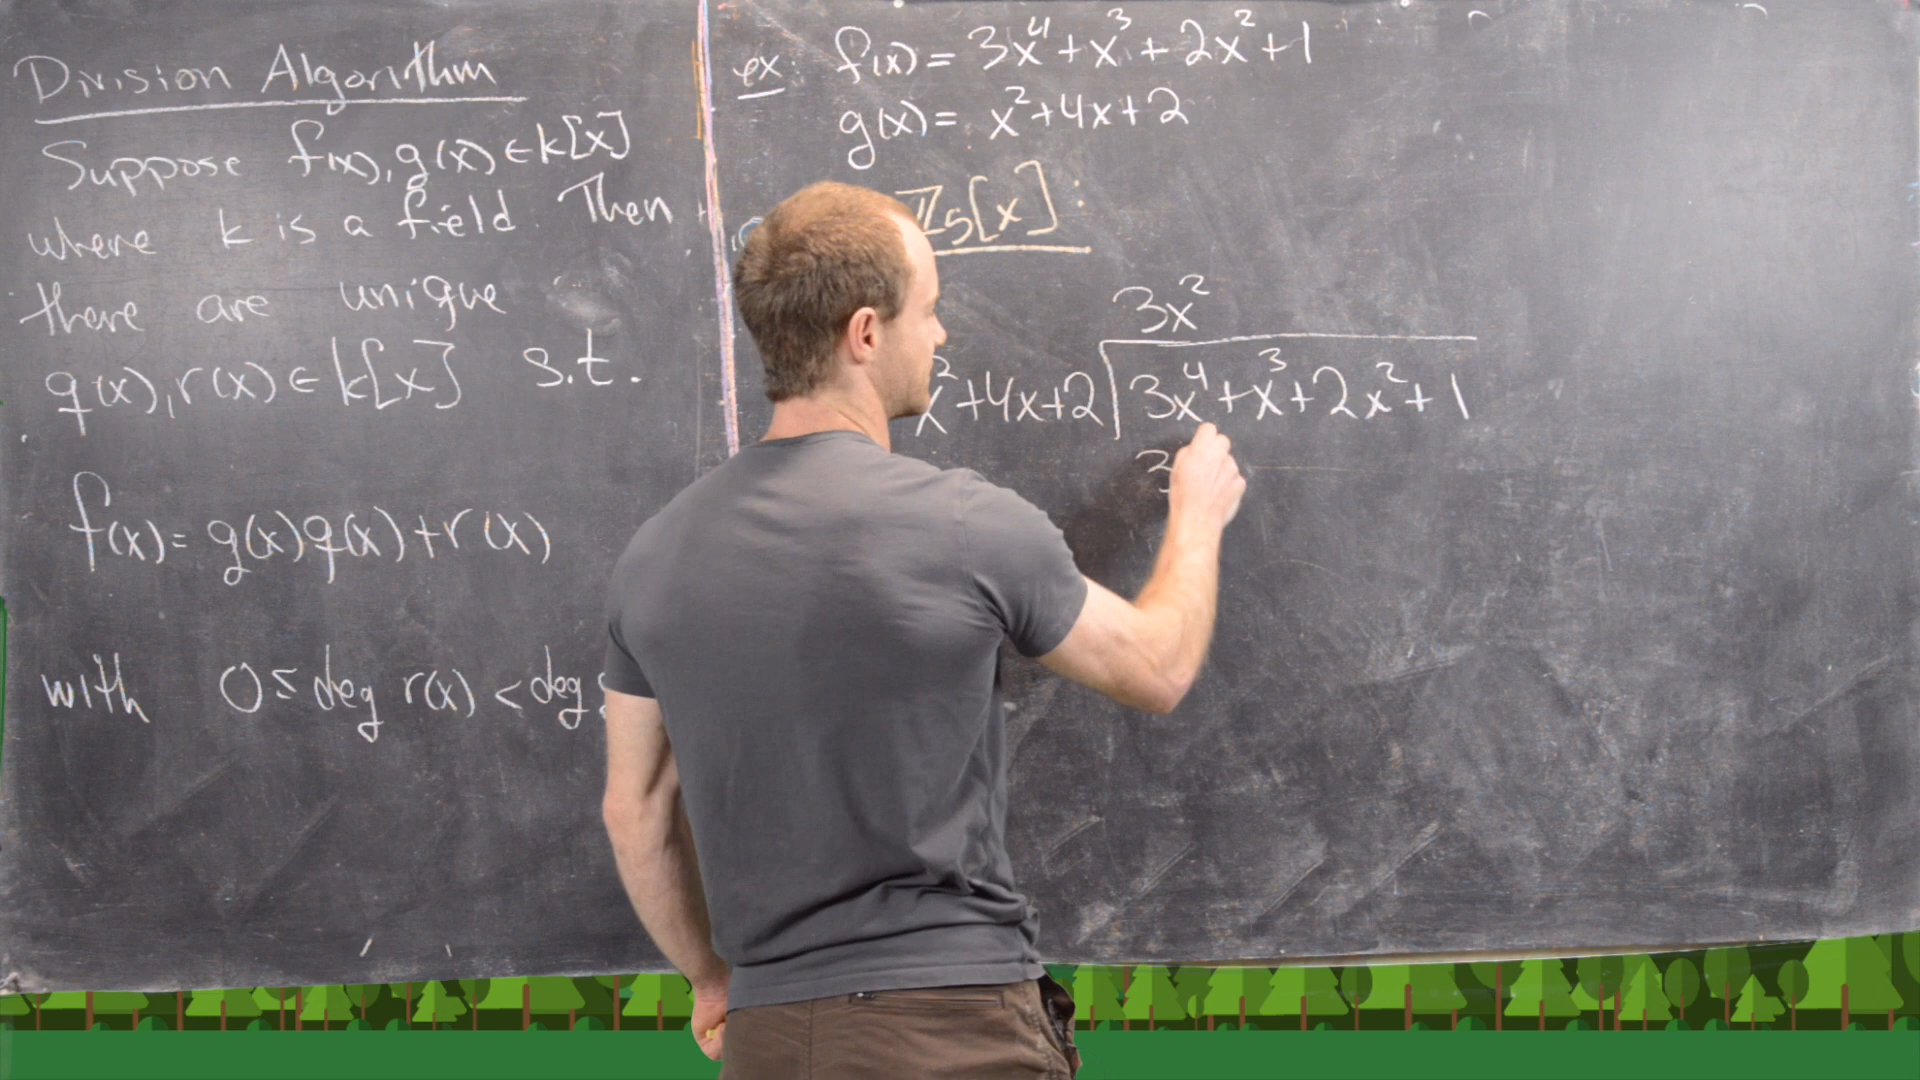 Division Algorithm
Suppose f(x), g(x) ∈ k[x]
where k is a field. Then
there are unique
q(x), r(x) ∈ k[x] s.t.
f(x) = g(x)q(x) + r(x)
with 0 ≤ deg r(x) < deg
ex f(x) = 3x⁴ + x³ + 2x² + 1
g(x) = x² + 4x + 2
ℤ₅[x]:
3x²
x² + 4x + 2 3x⁴ + x³ + 2x² + 1
3